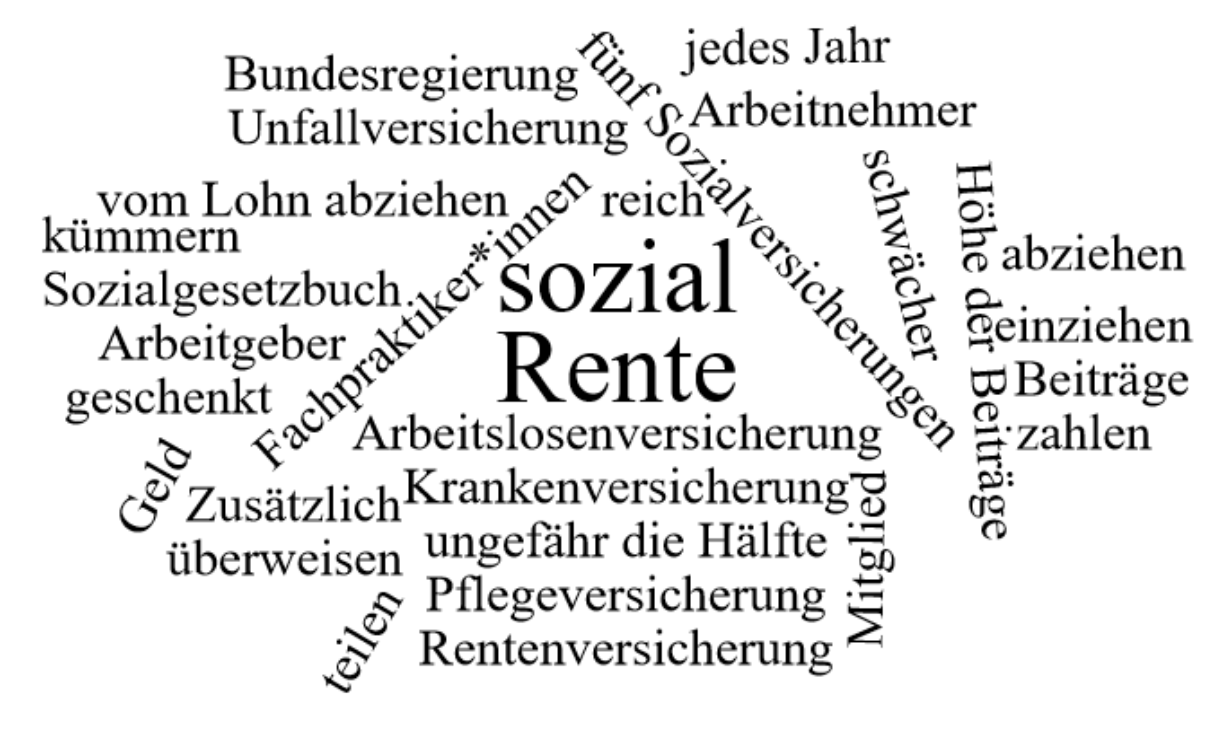 jedes Jahr
Bundesregierung
fünf Sozialversicherungen
Arbeitnehmer
Unfallversicherung
schwächer
Höhe der Beiträge
vom Lohn abziehen
Fachpraktiker*innen
reich
kümmern
abziehen
sozial
Sozialgesetzbuch
einziehen
Arbeitgeber
Rente
Beiträge
geschenkt
Arbeitslosenversicherung
zahlen
Geld
Zusätzlich
Krankenversicherung
Mitglied
ungefähr die Hälfte
überweisen
Pflegeversicherung
teilen
Rentenversicherung